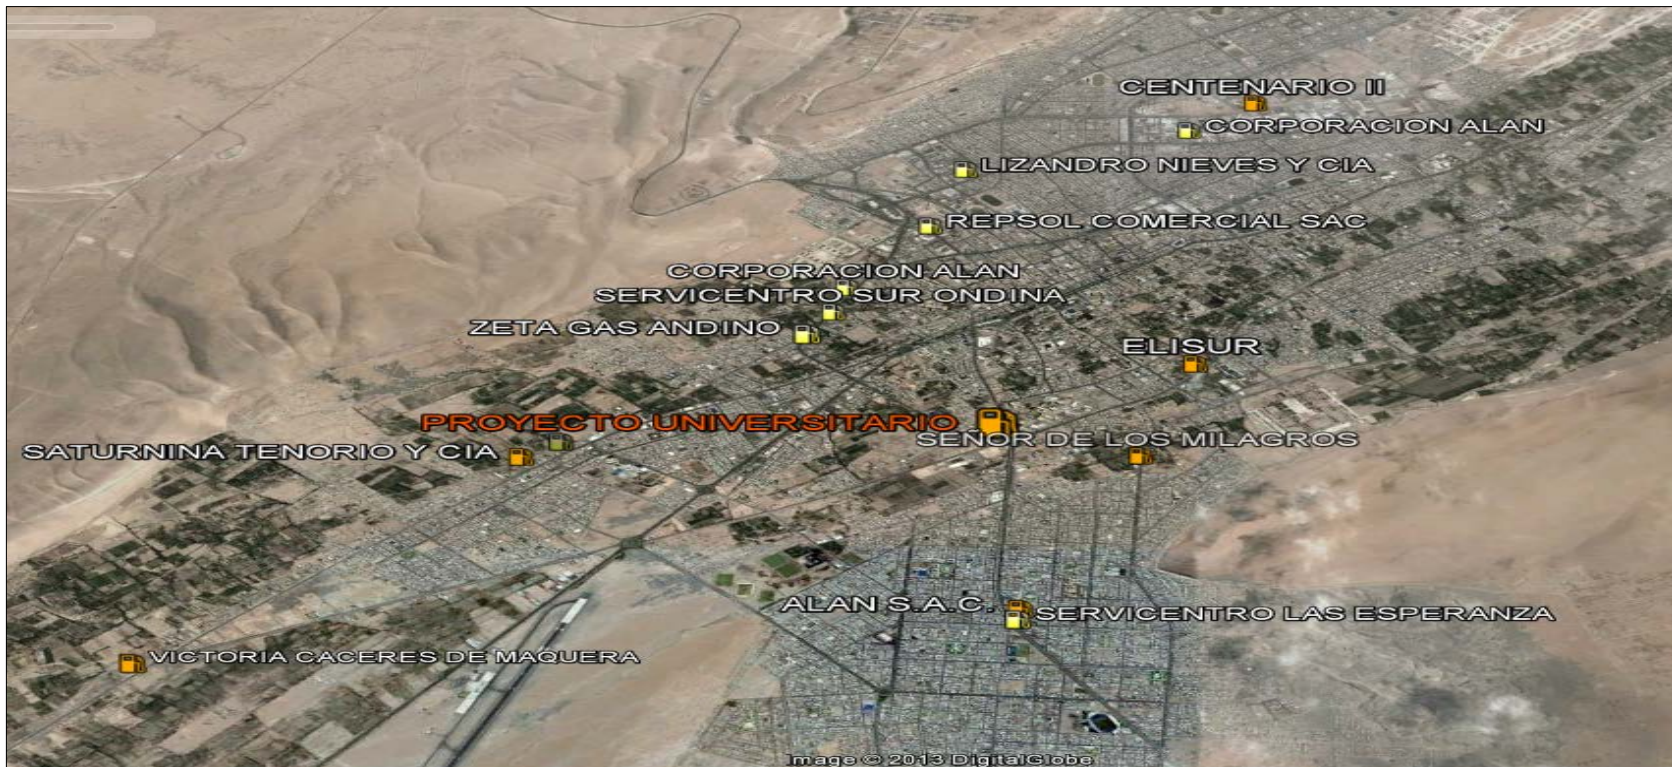 CENTENARIO II
CORPORACION ALAN
LIZANDRO NIEVES Y CIA
REPSOL COMERCIAL SAC
CORPORACION ALAN
SERVICENTRO SUR ONDINA
ZETA GAS ANDINO
ELISUR
PROYECTO UNIVERSITARIO
SEÑOR DE LOS MILAGROS
SATURNINA TENORIO Y CIA
ALAN S.A.C.
SERVICENTRO LAS ESPERANZA
VICTORIA CACERES DE MAQUERA
Image © 2013 DigitalGlobe